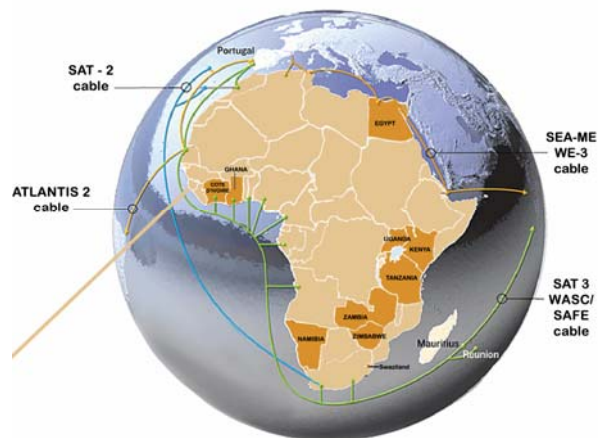 Portugal
SAT - 2
cable
EGYPT
SEA-ME
WE-3
cable
GHANA
COTE
D'IVOIRE
ATLANTIS 2
cable
UGANDA
KENYA
TANZANIA
SAT 3
WASC/
SAFE
cable
ZAMBIA
ZIMBABWE
NAMIBIA
Mauritius
Reunion
Swaziland